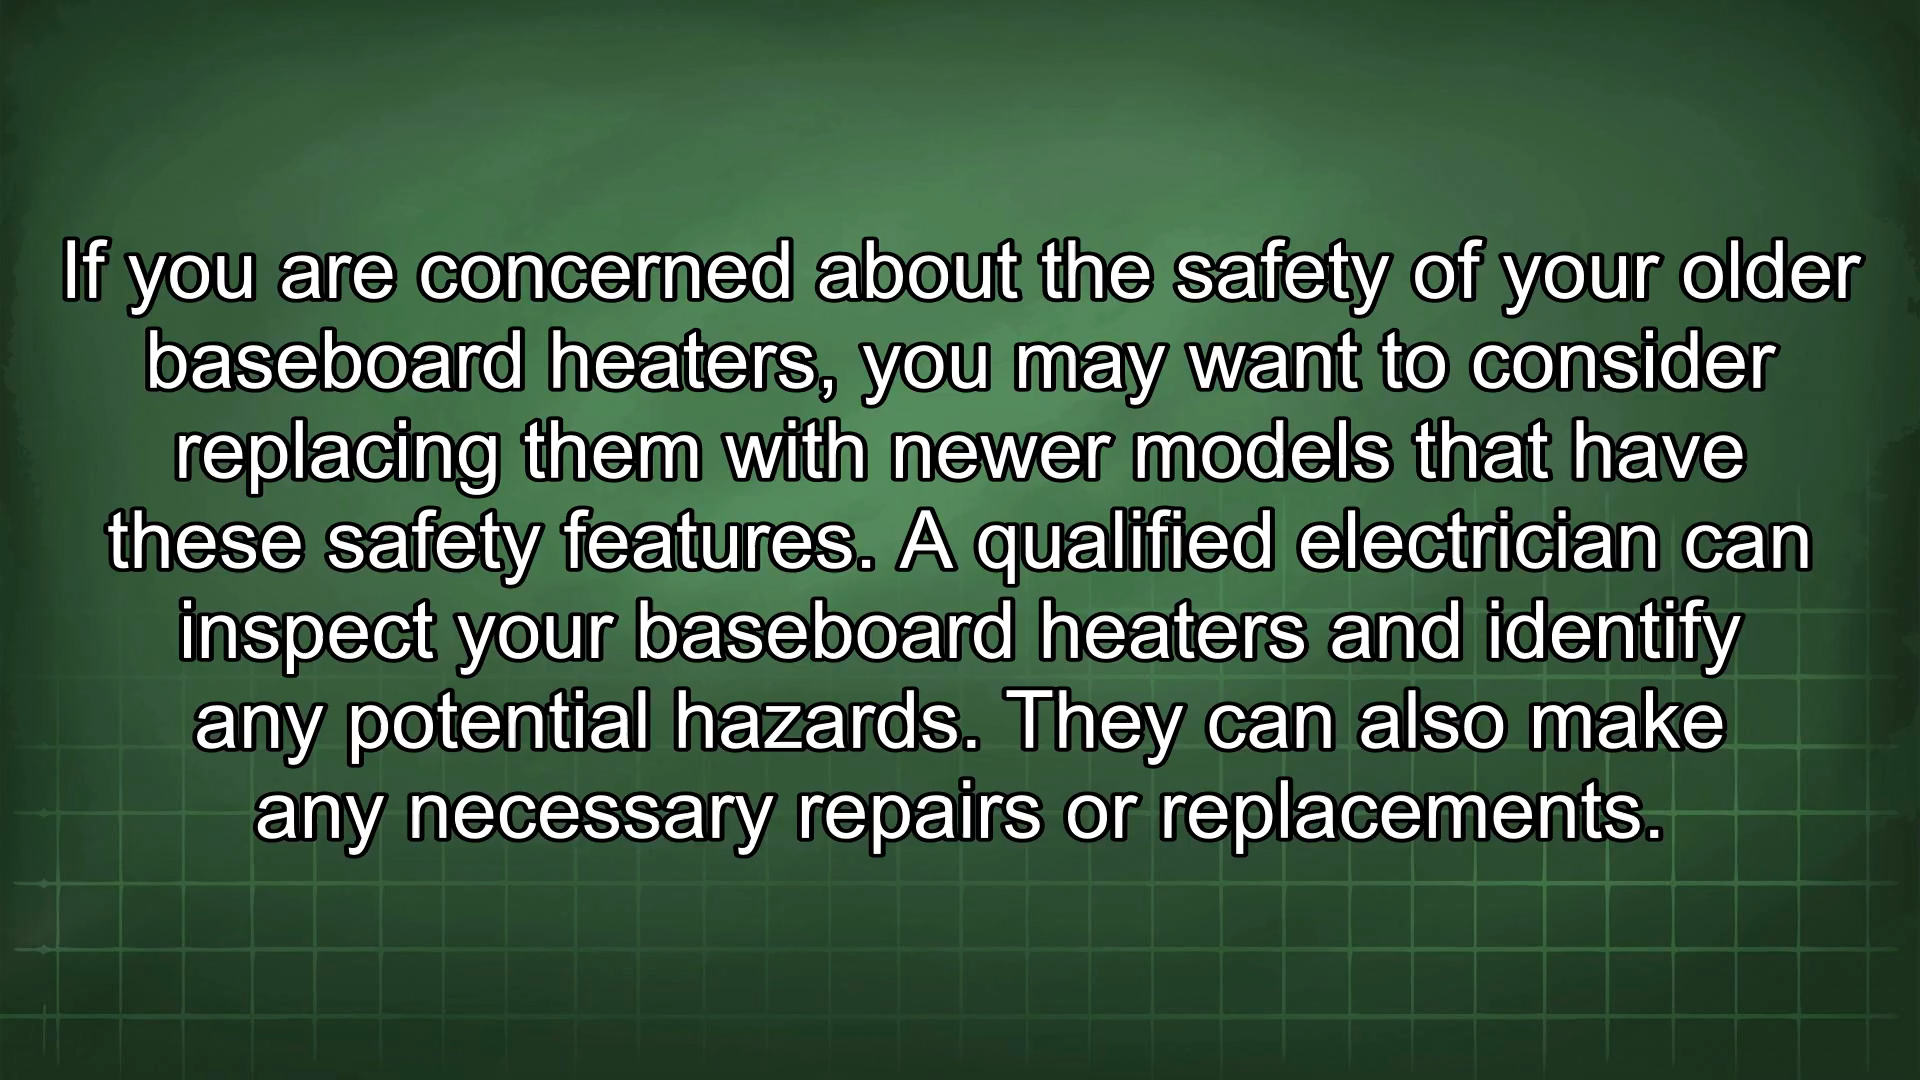 If you are concerned about the safety of your older
baseboard heaters, you may want to consider
replacing them with newer models that have
these safety features. A qualified electrician can
inspect your baseboard heaters and identify
any potential hazards. They can also make
any necessary repairs or replacements.